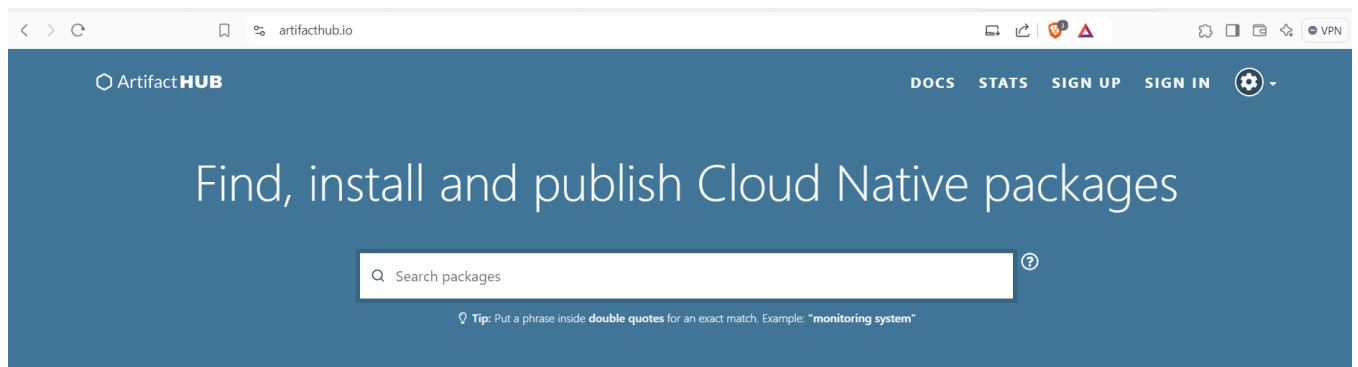 artifacthub.io
3
VPN
Artifact HUB
DOCS STATS SIGN UP SIGN IN
Find, install and publish Cloud Native packages
Search packages
?
Tip: Put a phrase inside double quotes for an exact match. Example: "monitoring system"